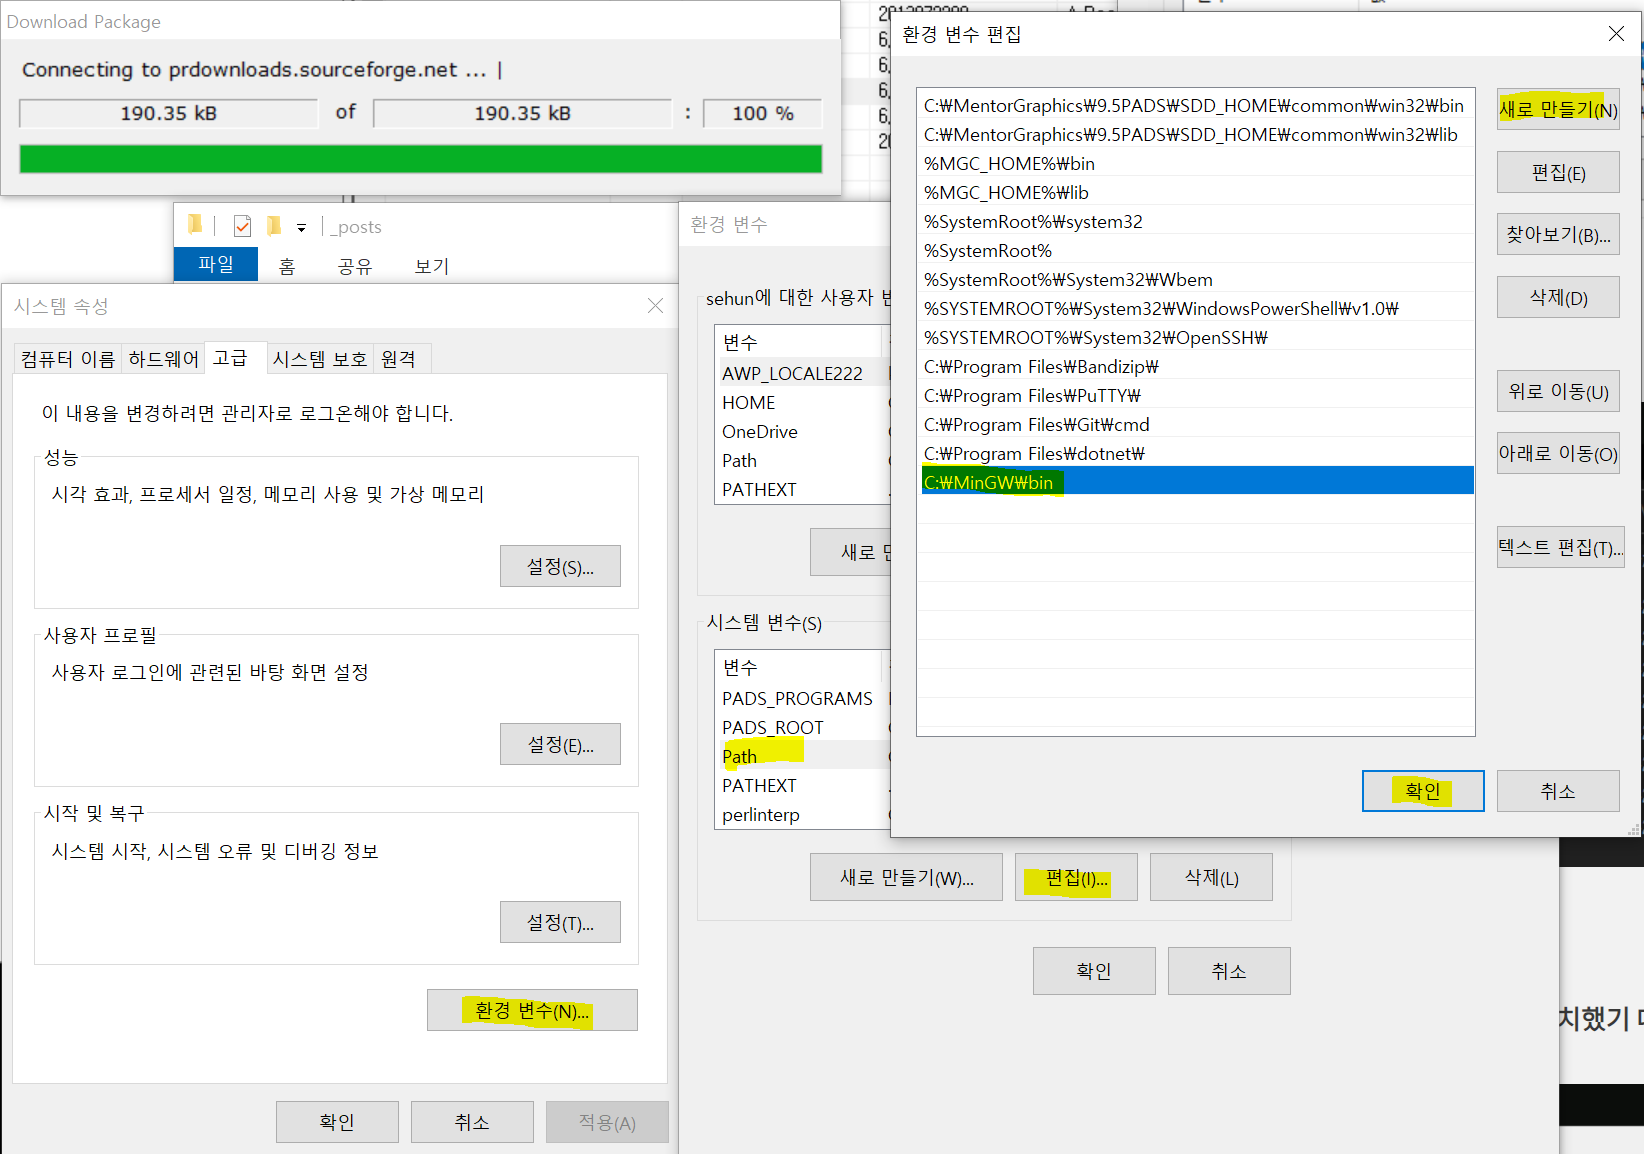 Download Package
Connecting to prdownloads.sourceforge.net ... |
190.35 kB of 190.35 kB : 100 %
_posts
파일 홈 공유 보기
시스템 속성
컴퓨터 이름 하드웨어 고급 시스템 보호 원격
이 내용을 변경하려면 관리자로 로그온해야 합니다.
성능
시각 효과, 프로세서 일정, 메모리 사용 및 가상 메모리
설정(S)...
사용자 프로필
사용자 로그인에 관련된 바탕 화면 설정
설정(E)...
시작 및 복구
시스템 시작, 시스템 오류 및 디버깅 정보
설정(T)...
환경 변수(N)...
확인 취소 적용(A)
환경 변수
sehun에 대한 사용자
변수
AWP_LOCALE222
HOME
OneDrive
Path
PATHEXT
새로
시스템 변수(S)
변수
PADS_PROGRAMS
PADS_ROOT
Path
PATHEXT
perlinterp
새로 만들기(W)... 편집(I)... 삭제(L)
확인 취소
환경 변수 편집
C:₩MentorGraphics₩9.5PADS₩SDD_HOME₩common₩win32₩bin
C:₩MentorGraphics₩9.5PADS₩SDD_HOME₩common₩win32₩lib
%MGC_HOME%₩bin
%MGC_HOME%₩lib
%SystemRoot%₩system32
%SystemRoot%
%SystemRoot%₩System32₩Wbem
%SYSTEMROOT%₩System32₩WindowsPowerShell₩v1.0₩
%SYSTEMROOT%₩System32₩OpenSSH₩
C:₩Program Files₩Bandizip₩
C:₩Program Files₩PuTTY₩
C:₩Program Files₩Git₩cmd
C:₩Program Files₩dotnet₩
C:₩MinGW₩bin
새로 만들기(N)
편집(E)
찾아보기(B)...
삭제(D)
위로 이동(U)
아래로 이동(O)
텍스트 편집(T)...
확인 취소
치했기